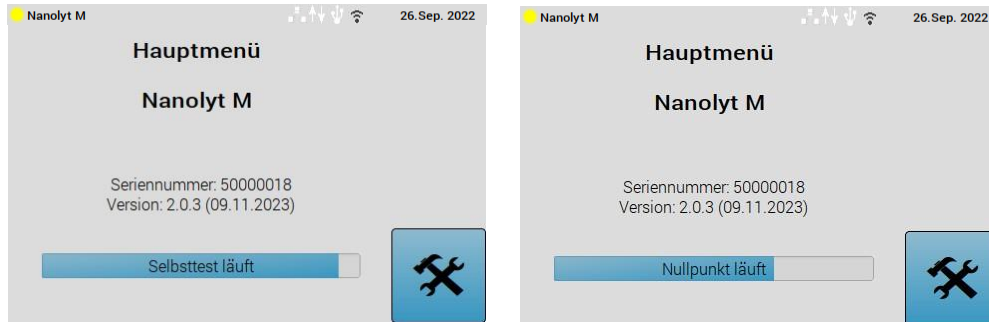 Nanolyt M
26.Sep. 2022
Hauptmenü
Nanolyt M
Seriennummer: 50000018
Version: 2.0.3 (09.11.2023)
Selbsttest läuft
Nanolyt M
26.Sep. 2022
Hauptmenü
Nanolyt M
Seriennummer: 50000018
Version: 2.0.3 (09.11.2023)
Nullpunkt läuft